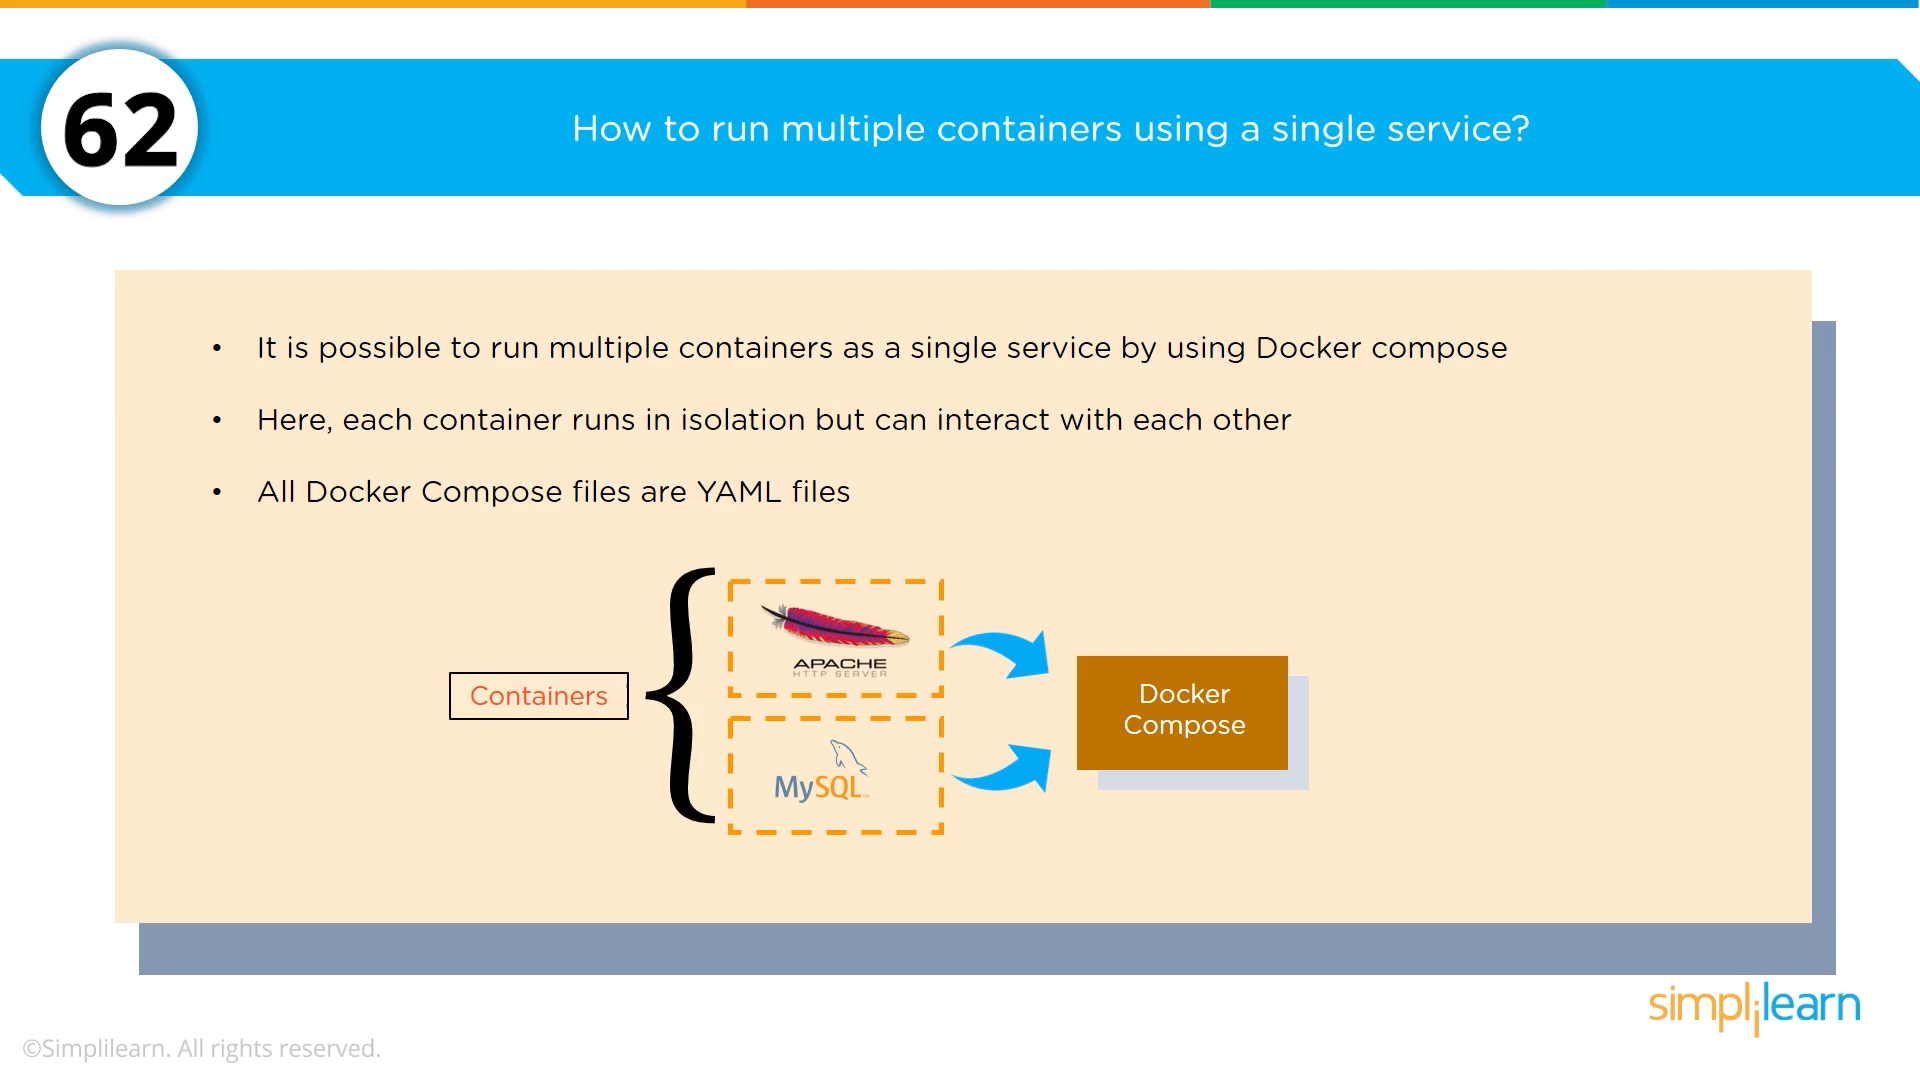 62
How to run multiple containers using a single service?
• It is possible to run multiple containers as a single service by using Docker compose
• Here, each container runs in isolation but can interact with each other
• All Docker Compose files are YAML files
Containers
APACHE
HTTP SERVER
MySQL™
Docker
Compose
simplilearn
©Simplilearn. All rights reserved.